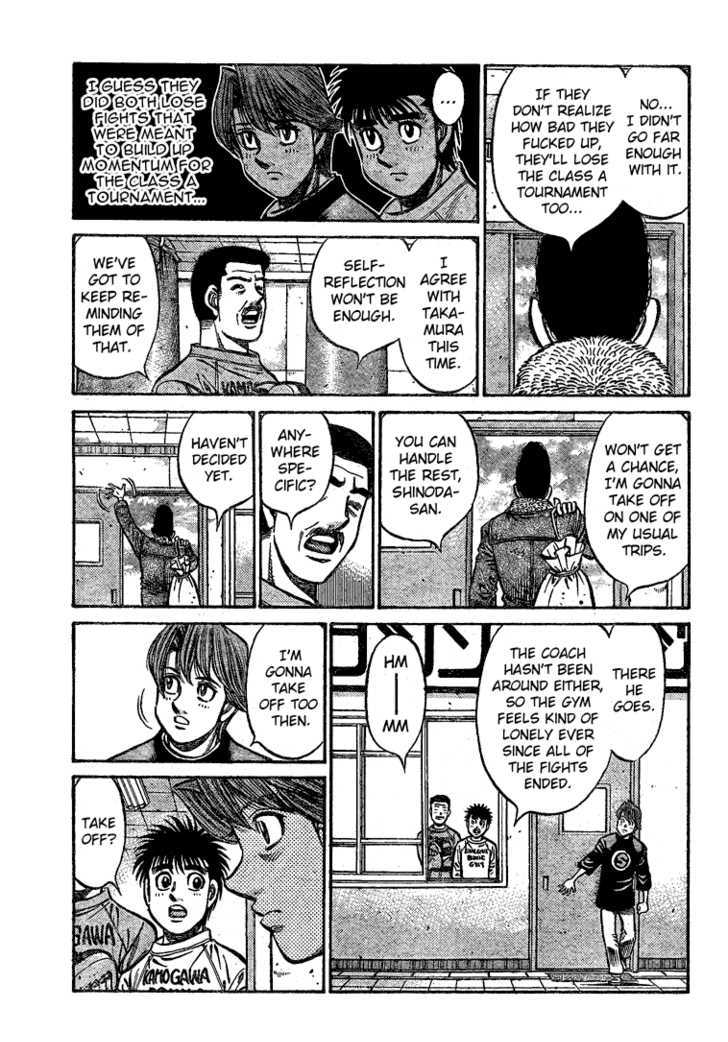 NO...
I DIDN'T
GO FAR
ENOUGH
WITH IT.
IF THEY
DON'T REALIZE
HOW BAD THEY
FUCKED UP,
THEY'LL LOSE
THE CLASS A
TOURNAMENT
TOO...
...
I GUESS THEY
DID BOTH LOSE
FIGHTS THAT
WERE MEANT
TO BUILD UP
MOMENTUM FOR
THE CLASS A
TOURNAMENT...
I
AGREE
WITH
TAKA-
MURA
THIS
TIME.
SELF-
REFLECTION
WON'T BE
ENOUGH.
WE'VE
GOT TO
KEEP RE-
MINDING
THEM OF
THAT.
KAMO
WON'T GET
A CHANCE,
I'M GONNA
TAKE OFF
ON ONE OF
MY USUAL
TRIPS.
YOU CAN
HANDLE
THE REST,
SHINODA-
SAN.
ANY-
WHERE
SPE-
CIFIC?
HAVEN'T
DECIDED
YET.
THERE
HE
GOES.
THE COACH
HASN'T BEEN
AROUND EITHER,
SO THE GYM
FEELS KIND OF
LONELY EVER
SINCE ALL OF
THE FIGHTS
ENDED.
HM
—
MM
S
I'M
GONNA
TAKE
OFF TOO
THEN.
TAKE
OFF?
OGAWA
KAMOGAWA